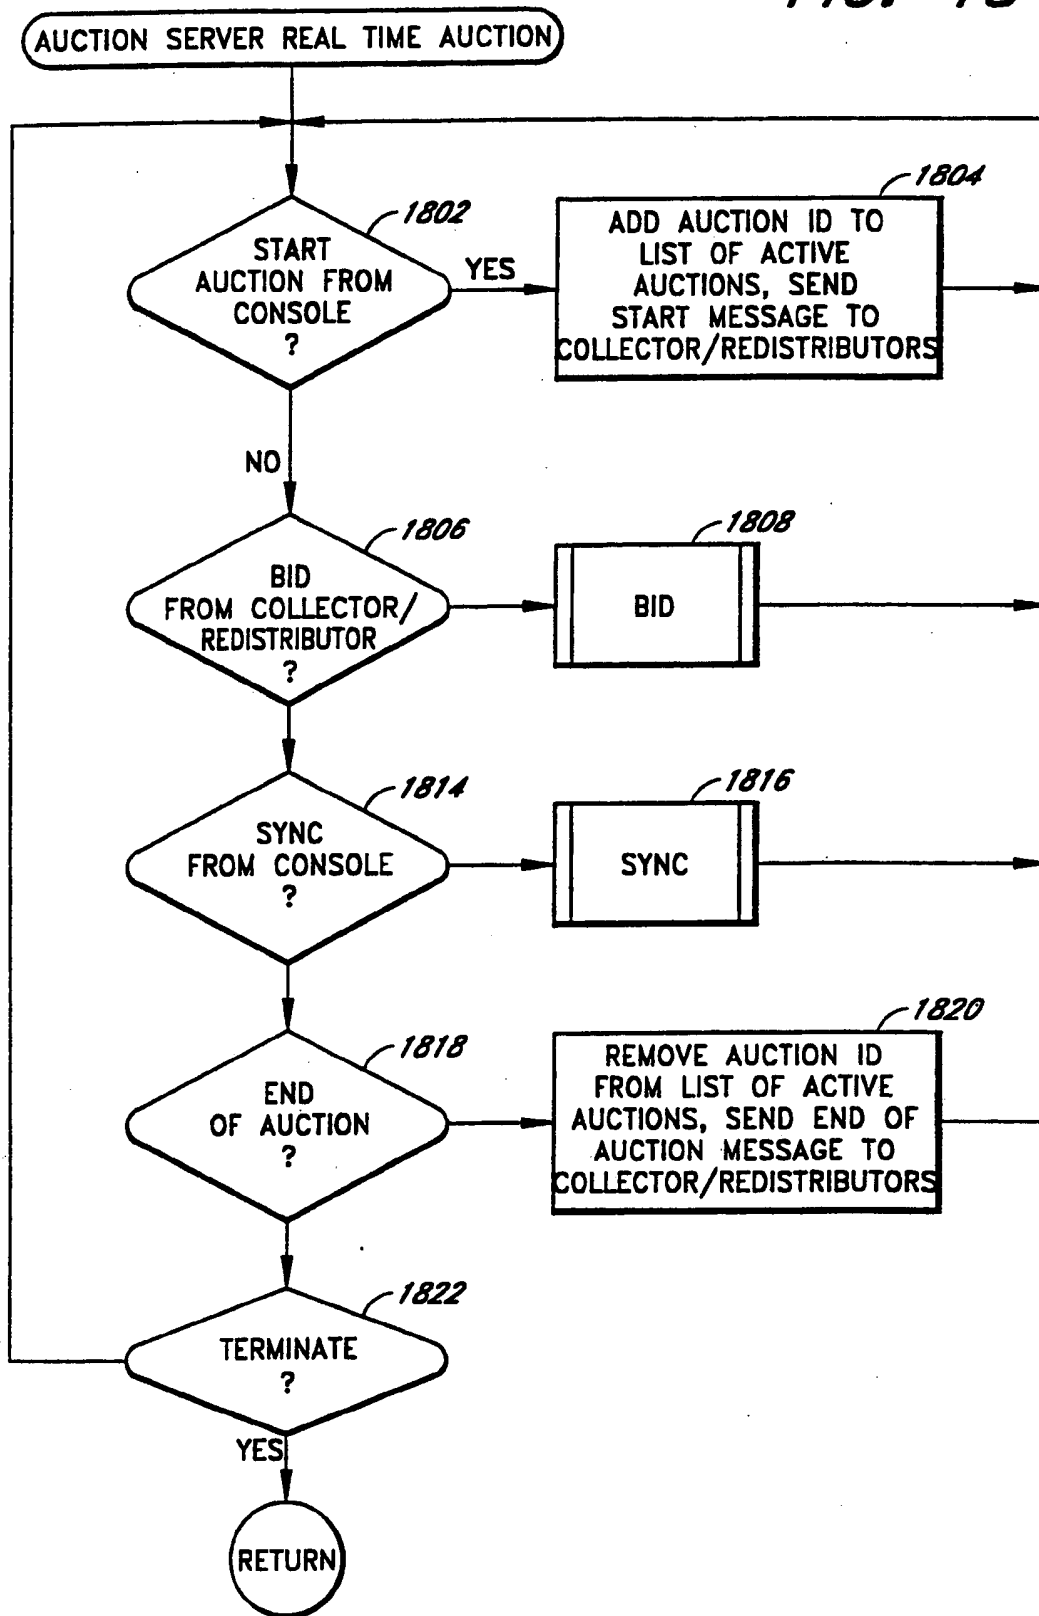 AUCTION SERVER REAL TIME AUCTION
1802
START
AUCTION FROM
CONSOLE
?
YES
1804
ADD AUCTION ID TO
LIST OF ACTIVE
AUCTIONS, SEND
START MESSAGE TO
COLLECTOR/REDISTRIBUTORS
NO
1806
BID
FROM COLLECTOR/
REDISTRIBUTOR
?
1808
BID
1814
SYNC
FROM CONSOLE
?
1816
SYNC
1818
END
OF AUCTION
?
1820
REMOVE AUCTION ID
FROM LIST OF ACTIVE
AUCTIONS, SEND END OF
AUCTION MESSAGE TO
COLLECTOR/REDISTRIBUTORS
1822
TERMINATE
?
YES
RETURN